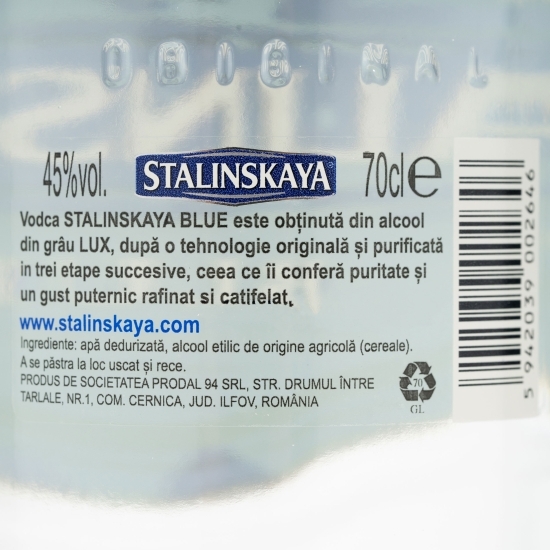 ORIGINAL
45%vol. STALINSKAYA 70cl e
Vodca STALINSKAYA BLUE este obținută din alcool
din grâu LUX, după o tehnologie originală și purificată
in trei etape succesive, ceea ce îi conferă puritate și
un gust puternic rafinat si catifelat.
www.stalinskaya.com
Ingrediente: apă dedurizată, alcool etilic de origine agricolă (cereale).
A se păstra la loc uscat și rece.
PRODUS DE SOCIETATEA PRODAL 94 SRL, STR. DRUMUL ÎNTRE
TARLALE, NR.1, COM. CERNICA, JUD. ILFOV, ROMÂNIA
70
GL
5 942039 002646